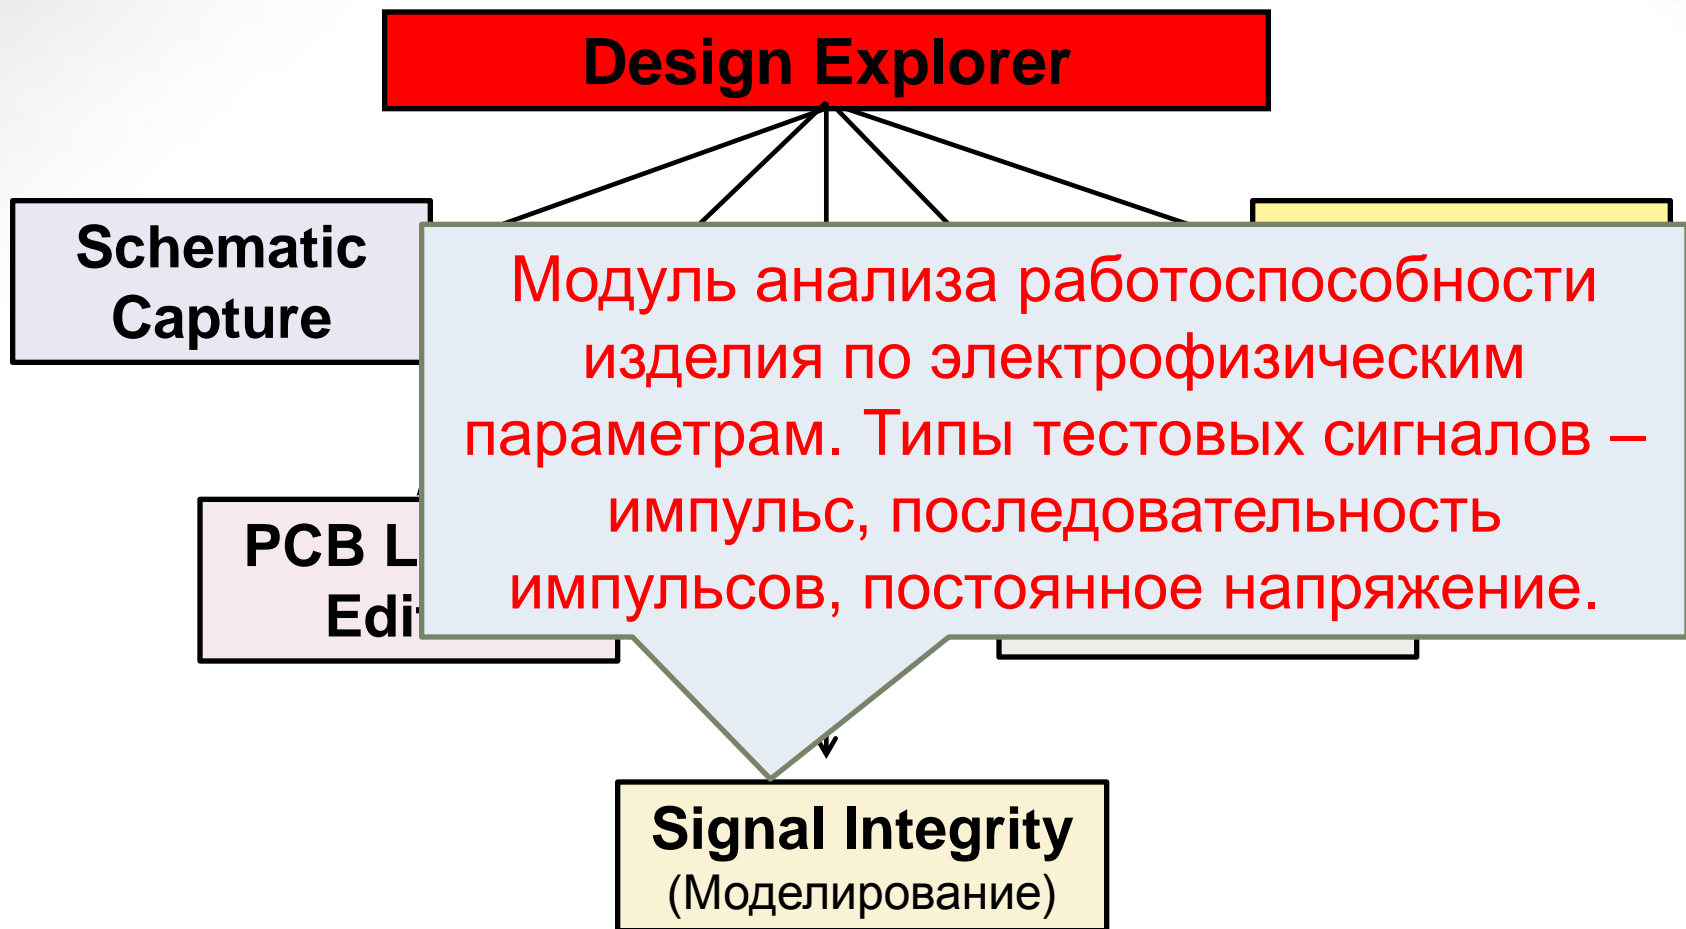 Design Explorer
Schematic
Capture
Модуль анализа работоспособности
изделия по электрофизическим
параметрам. Типы тестовых сигналов –
импульс, последовательность
импульсов, постоянное напряжение.
PCB
Signal Integrity
(Моделирование)